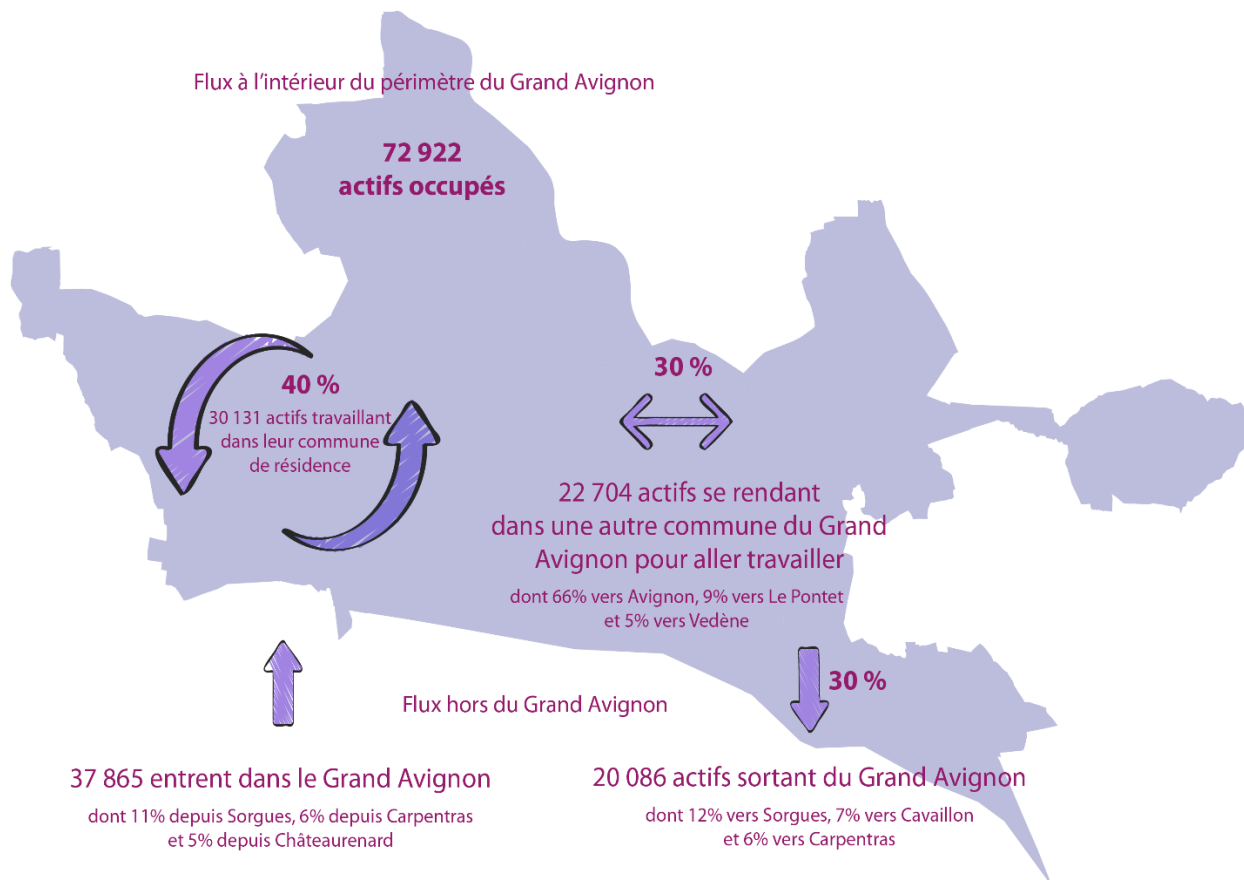 Flux à l'intérieur du périmètre du Grand Avignon
72 922
actifs occupés
40 %
30 131 actifs travaillant
dans leur commune
de résidence
30 %
22 704 actifs se rendant
dans une autre commune du Grand
Avignon pour aller travailler
dont 66% vers Avignon, 9% vers Le Pontet
et 5% vers Vedène
30 %
Flux hors du Grand Avignon
37 865 entrent dans le Grand Avignon
dont 11% depuis Sorgues, 6% depuis Carpentras
et 5% depuis Châteaurenard
20 086 actifs sortant du Grand Avignon
dont 12% vers Sorgues, 7% vers Cavaillon
et 6% vers Carpentras